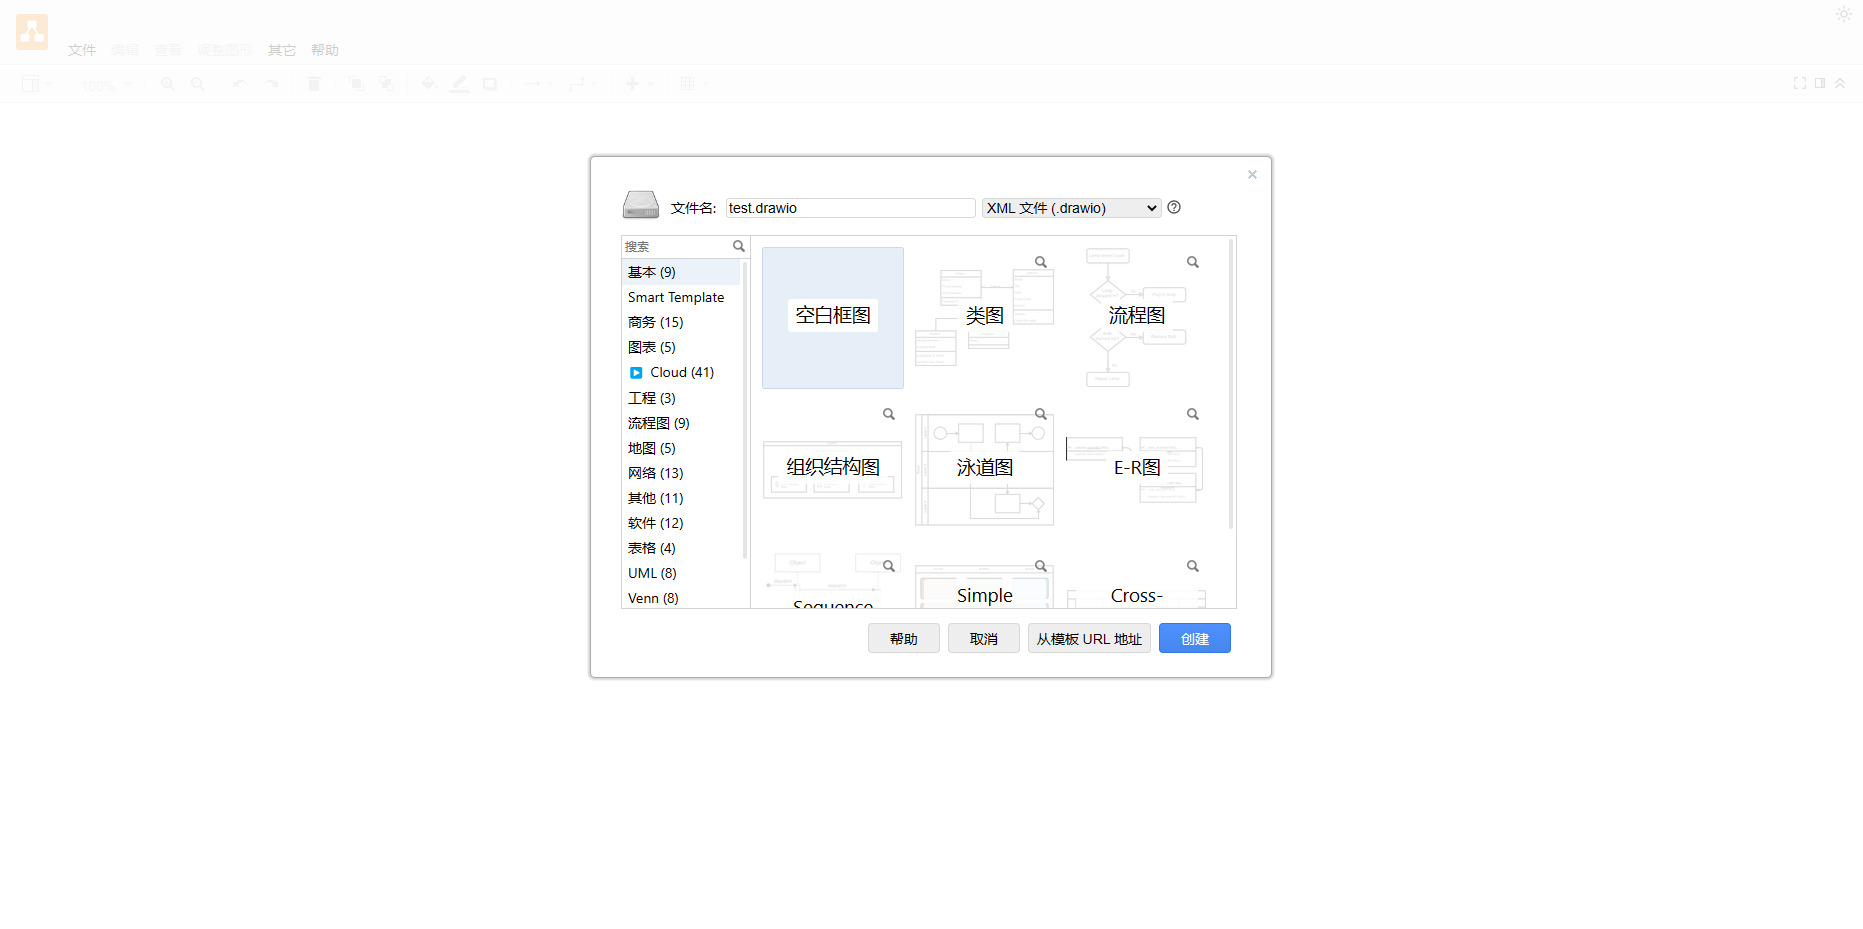 文件 编辑 查看 调整图形 其它 帮助
100%
文件名: test.drawio XML 文件 (.drawio)
搜索
基本 (9)
Smart Template
商务 (15)
图表 (5)
Cloud (41)
工程 (3)
流程图 (9)
地图 (5)
网络 (13)
其他 (11)
软件 (12)
表格 (4)
UML (8)
Venn (8)
空白框图 类图 流程图
组织结构图 泳道图 E-R图
Sequence Simple Cross-
帮助 取消 从模板 URL 地址 创建